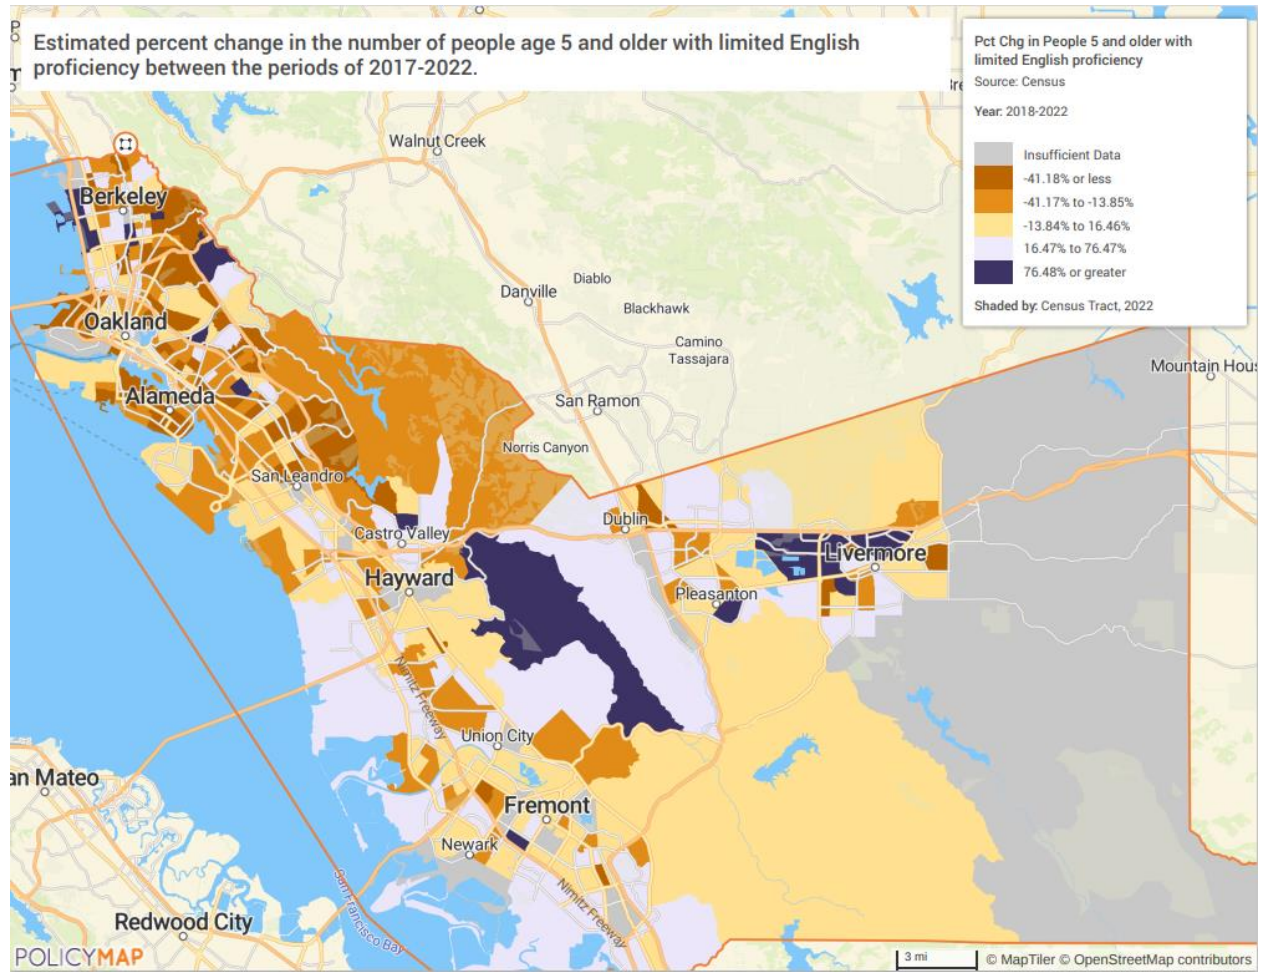 Estimated percent change in the number of people age 5 and older with limited English
proficiency between the periods of 2017-2022.
Pct Chg in People 5 and older with
limited English proficiency
Source: Census
Year: 2018-2022
Insufficient Data
-41.18% or less
-41.17% to -13.85%
-13.84% to 16.46%
16.47% to 76.47%
76.48% or greater
Shaded by: Census Tract, 2022
Walnut Creek
Berkeley
Diablo
Danville
Blackhawk
Oakland
Camino
Tassajara
Mountain Hous
Alameda
San Ramon
Norris Canyon
San Leandro
Dublin
Castro Valley
Livermore
Hayward
Pleasanton
Nimitz Freeway
Union City
an Mateo
Fremont
Newark
San Francisco Bay
Nimitz Freeway
Redwood City
POLICYMAP
3 mi
© MapTiler © OpenStreetMap contributors